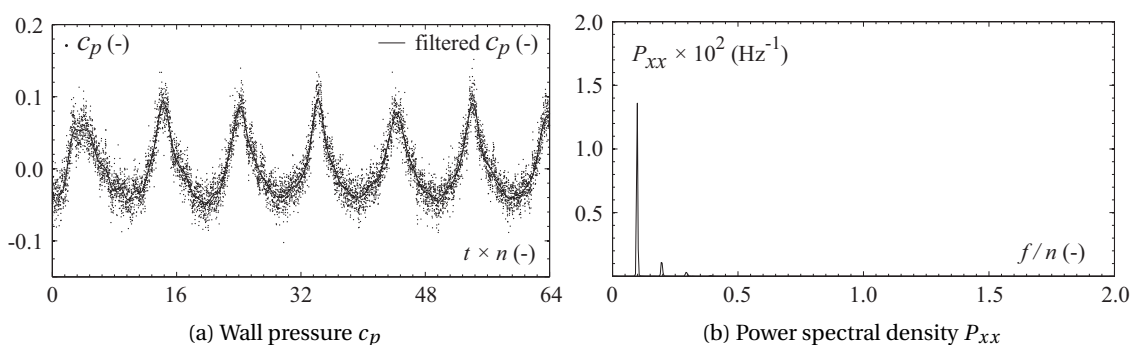 0.2
0.1
0.0
-0.1
· c_p (-)
— filtered c_p (-)
t × n (-)
0 16 32 48 64
(a) Wall pressure c_p
2.0
1.5
1.0
0.5
P_xx × 10² (Hz⁻¹)
f / n (-)
0 0.5 1.0 1.5 2.0
(b) Power spectral density P_xx